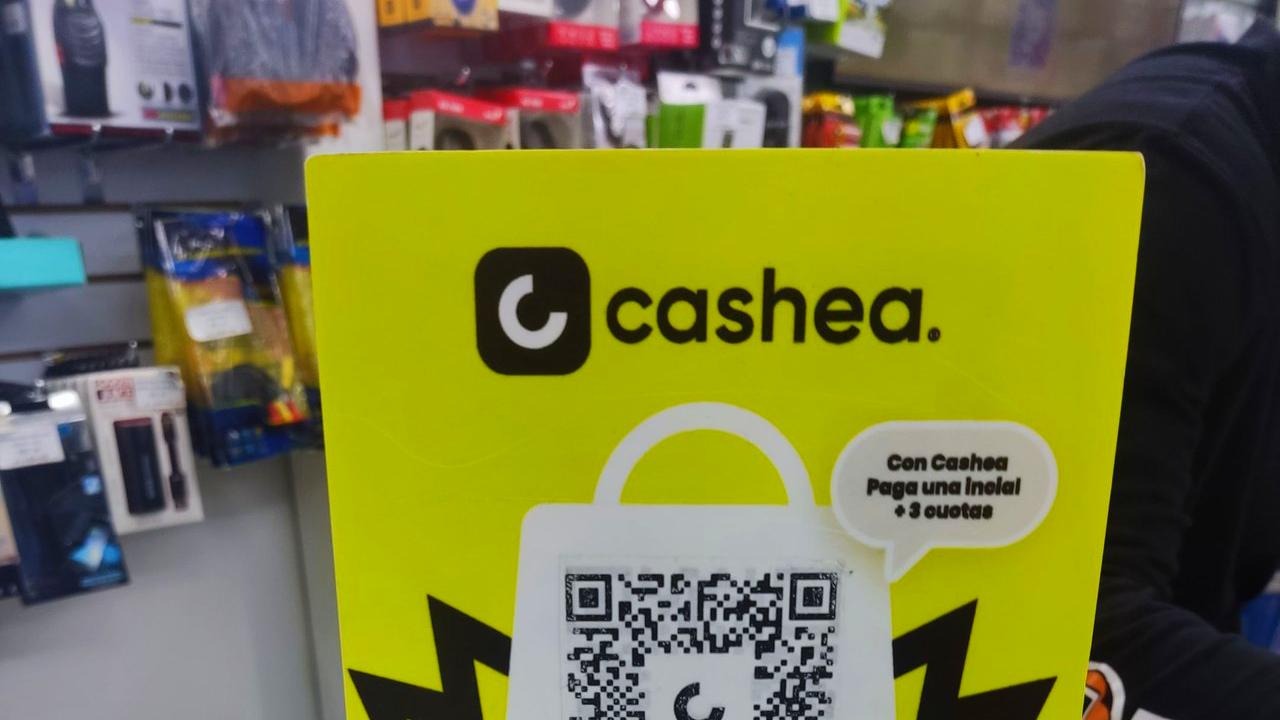 cashea.
Con Cashea
Paga una inicial
+ 3 cuotas